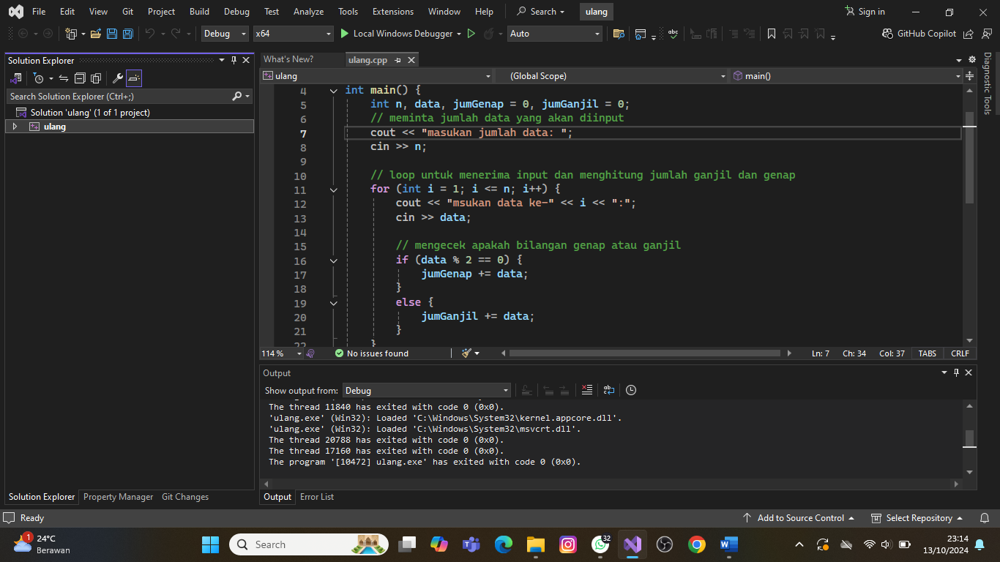 File Edit View Git Project Build Debug Test Analyze Tools Extensions Window Help Search ulang Sign in
Debug x64 Local Windows Debugger Auto GitHub Copilot
Solution Explorer
Search Solution Explorer (Ctrl+;)
Solution 'ulang' (1 of 1 project)
ulang
Solution Explorer Property Manager Git Changes
What's New? ulang.cpp
ulang (Global Scope) main()
4 int main() {
5 int n, data, jumGenap = 0, jumGanjil = 0;
6 // meminta jumlah data yang akan diinput
7 cout << "masukan jumlah data: ";
8 cin >> n;
9
10 // loop untuk menerima input dan menghitung jumlah ganjil dan genap
11 for (int i = 1; i <= n; i++) {
12 cout << "msukan data ke-" << i << ":";
13 cin >> data;
14
15 // mengecek apakah bilangan genap atau ganjil
16 if (data % 2 == 0) {
17 jumGenap += data;
18 }
19 else {
20 jumGanjil += data;
21 }
22 }
114 % No issues found Ln: 7 Ch: 34 Col: 37 TABS CRLF
Diagnostic Tools
Output
Show output from: Debug
The thread 11840 has exited with code 0 (0x0).
'ulang.exe' (Win32): Loaded 'C:\Windows\System32\kernel.appcore.dll'.
'ulang.exe' (Win32): Loaded 'C:\Windows\System32\msvcrt.dll'.
The thread 20788 has exited with code 0 (0x0).
The thread 17160 has exited with code 0 (0x0).
The program '[10472] ulang.exe' has exited with code 0 (0x0).
Output Error List
Ready Add to Source Control Select Repository
1 24°C
Berawan
Search
32
23:14
13/10/2024